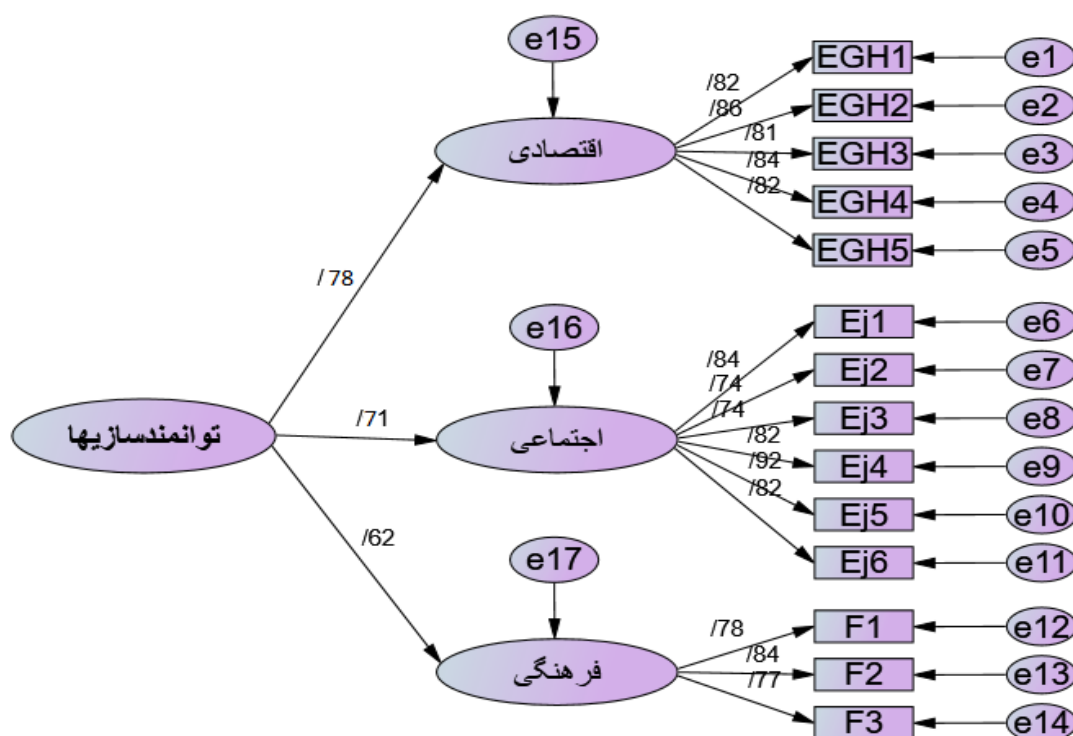 e15
EGH1
e1
/82
/86
EGH2
e2
/81
اقتصادی
EGH3
e3
/84
/82
EGH4
e4
EGH5
e5
/ 78
e16
Ej1
e6
/84
/74
Ej2
e7
/74
Ej3
e8
توانمندسازیها
/71
اجتماعی
/82
/92
Ej4
e9
/82
Ej5
e10
/62
e17
Ej6
e11
/78
F1
e12
/84
فرهنگی
/77
F2
e13
F3
e14